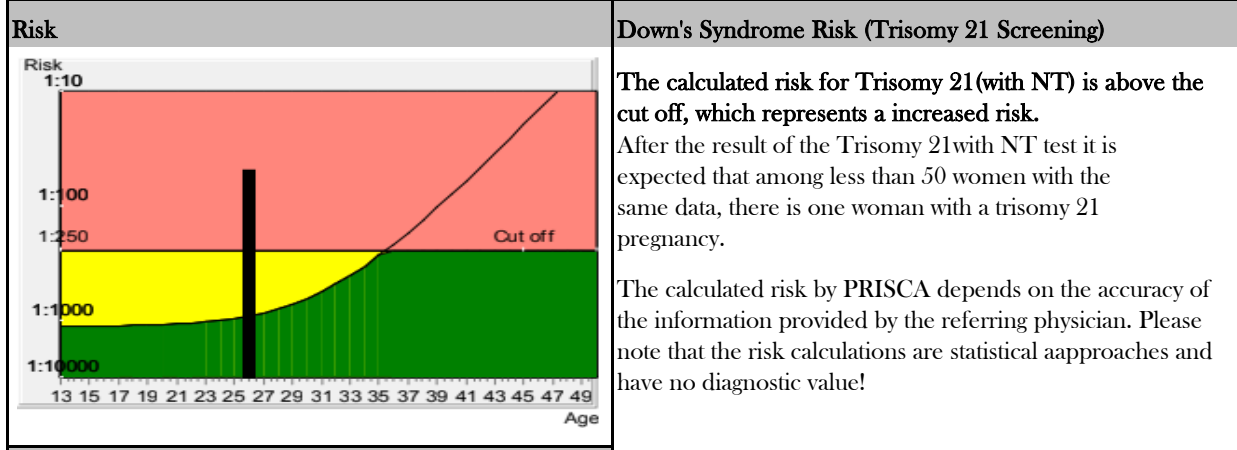 Risk
Down's Syndrome Risk (Trisomy 21 Screening)
Risk
1:10
1:100
1:250
Cut off
1:1000
1:10000
13 15 17 19 21 23 25 27 29 31 33 35 37 39 41 43 45 47 49
Age
The calculated risk for Trisomy 21(with NT) is above the
cut off, which represents a increased risk.
After the result of the Trisomy 21with NT test it is
expected that among less than 50 women with the
same data, there is one woman with a trisomy 21
pregnancy.
The calculated risk by PRISCA depends on the accuracy of
the information provided by the referring physician. Please
note that the risk calculations are statistical aapproaches and
have no diagnostic value!